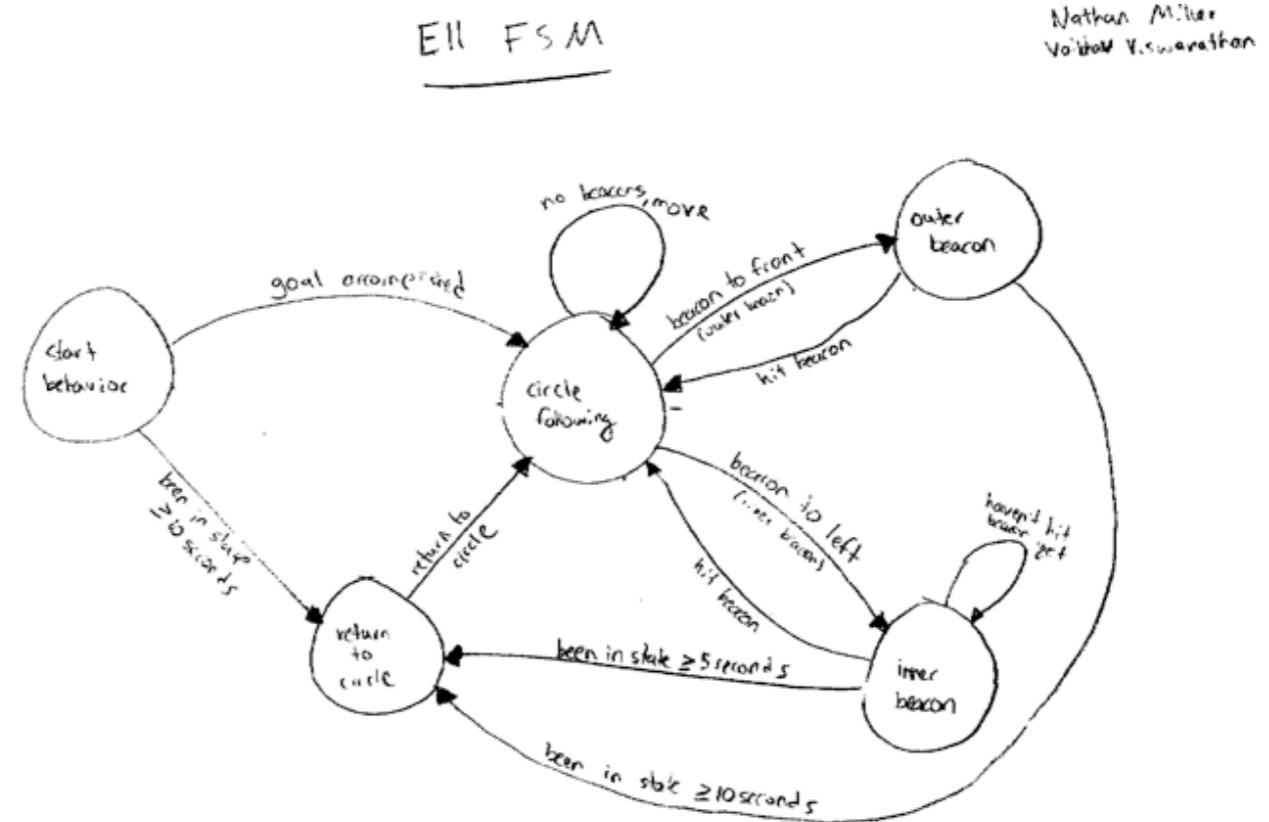 E11 FSM
Nathan Miller
Vaibhav Viswanathan
no beacons, move
outer
beacon
goal accomplished
beacon to front
(outer beacon)
hit beacon
start
behavior
circle
following
been in state
≥ 10 seconds
return to
circle
beacon to left
(inner beacon)
hit beacon
haven't hit
beacon yet
return
to
circle
been in state ≥ 5 seconds
inner
beacon
been in state ≥ 10 seconds